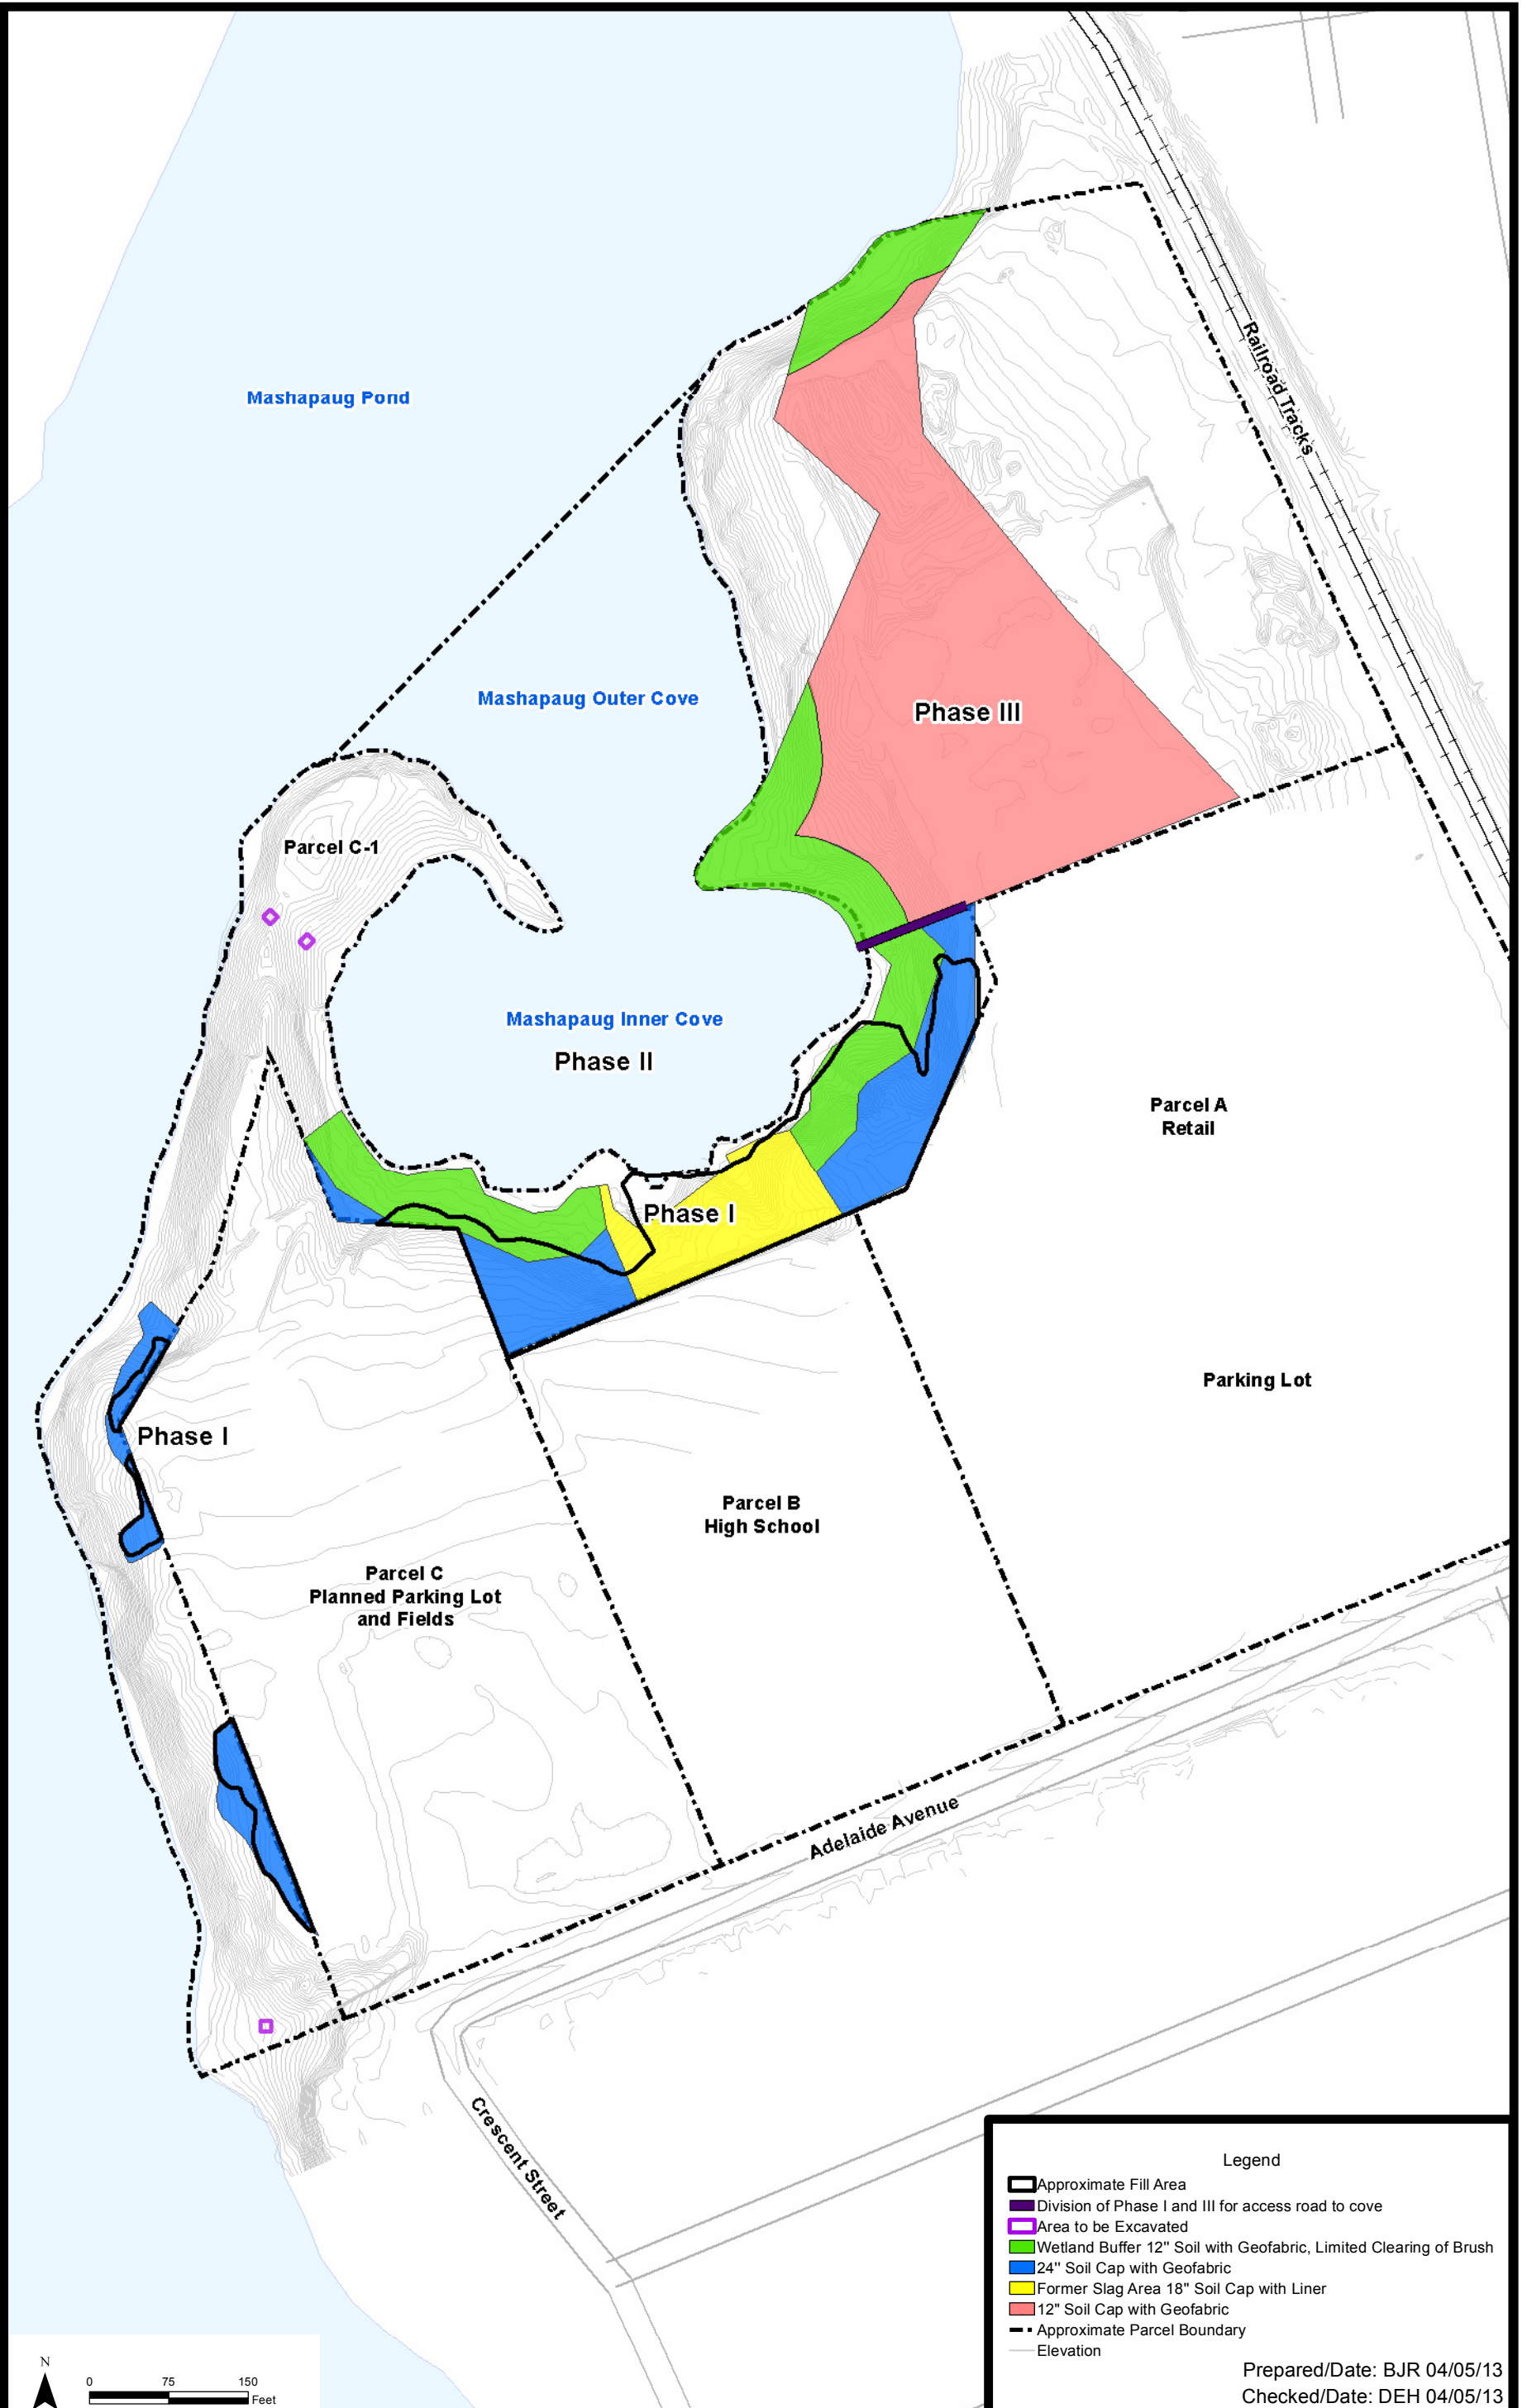 Railroad Tracks
Mashapaug Pond
Mashapaug Outer Cove
Phase III
Parcel C-1
Mashapaug Inner Cove
Phase II
Parcel A
Retail
Phase I
Parking Lot
Phase I
Parcel B
High School
Parcel C
Planned Parking Lot
and Fields
Adelaide Avenue
Crescent Street
Legend
Approximate Fill Area
Division of Phase I and III for access road to cove
Area to be Excavated
Wetland Buffer 12" Soil with Geofabric, Limited Clearing of Brush
24" Soil Cap with Geofabric
Former Slag Area 18" Soil Cap with Liner
12" Soil Cap with Geofabric
Approximate Parcel Boundary
Elevation
Prepared/Date: BJR 04/05/13
Checked/Date: DEH 04/05/13
N
0 75 150
Feet